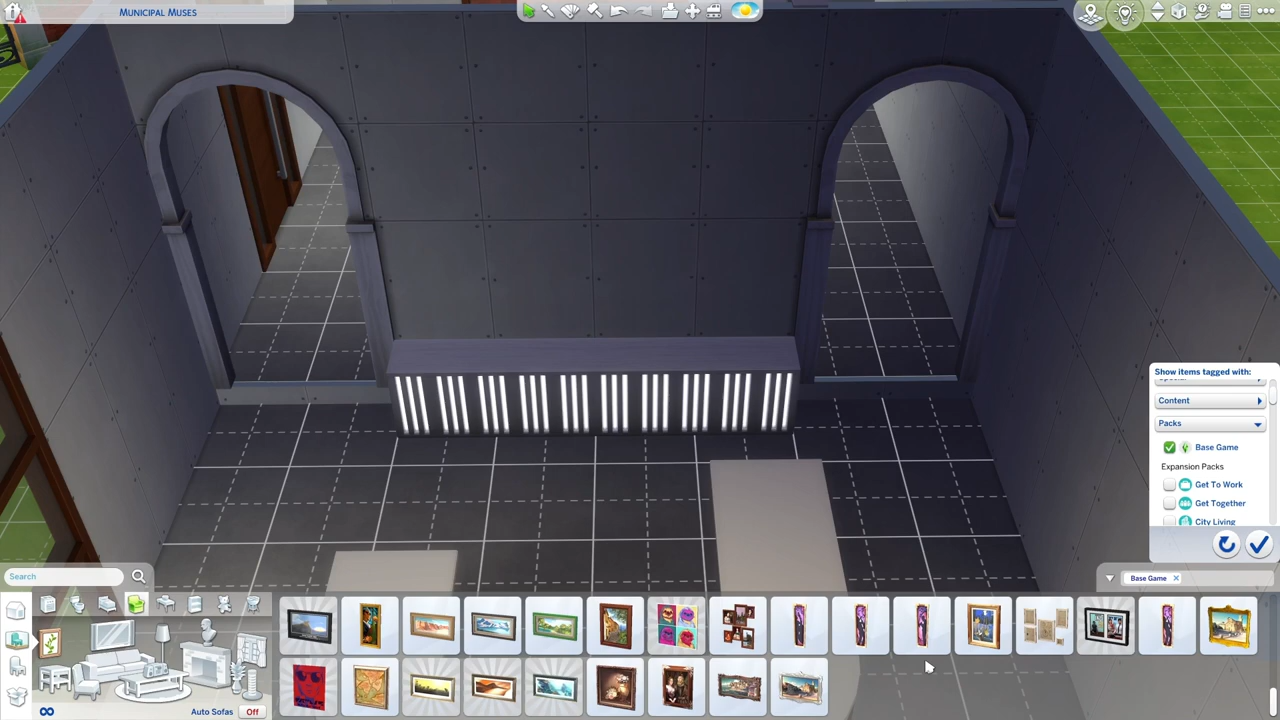 Municipal Muses
Show items tagged with:
Content
Packs
Base Game
Expansion Packs
Get To Work
Get Together
City Living
Search
Base Game
Auto Sofas
Off